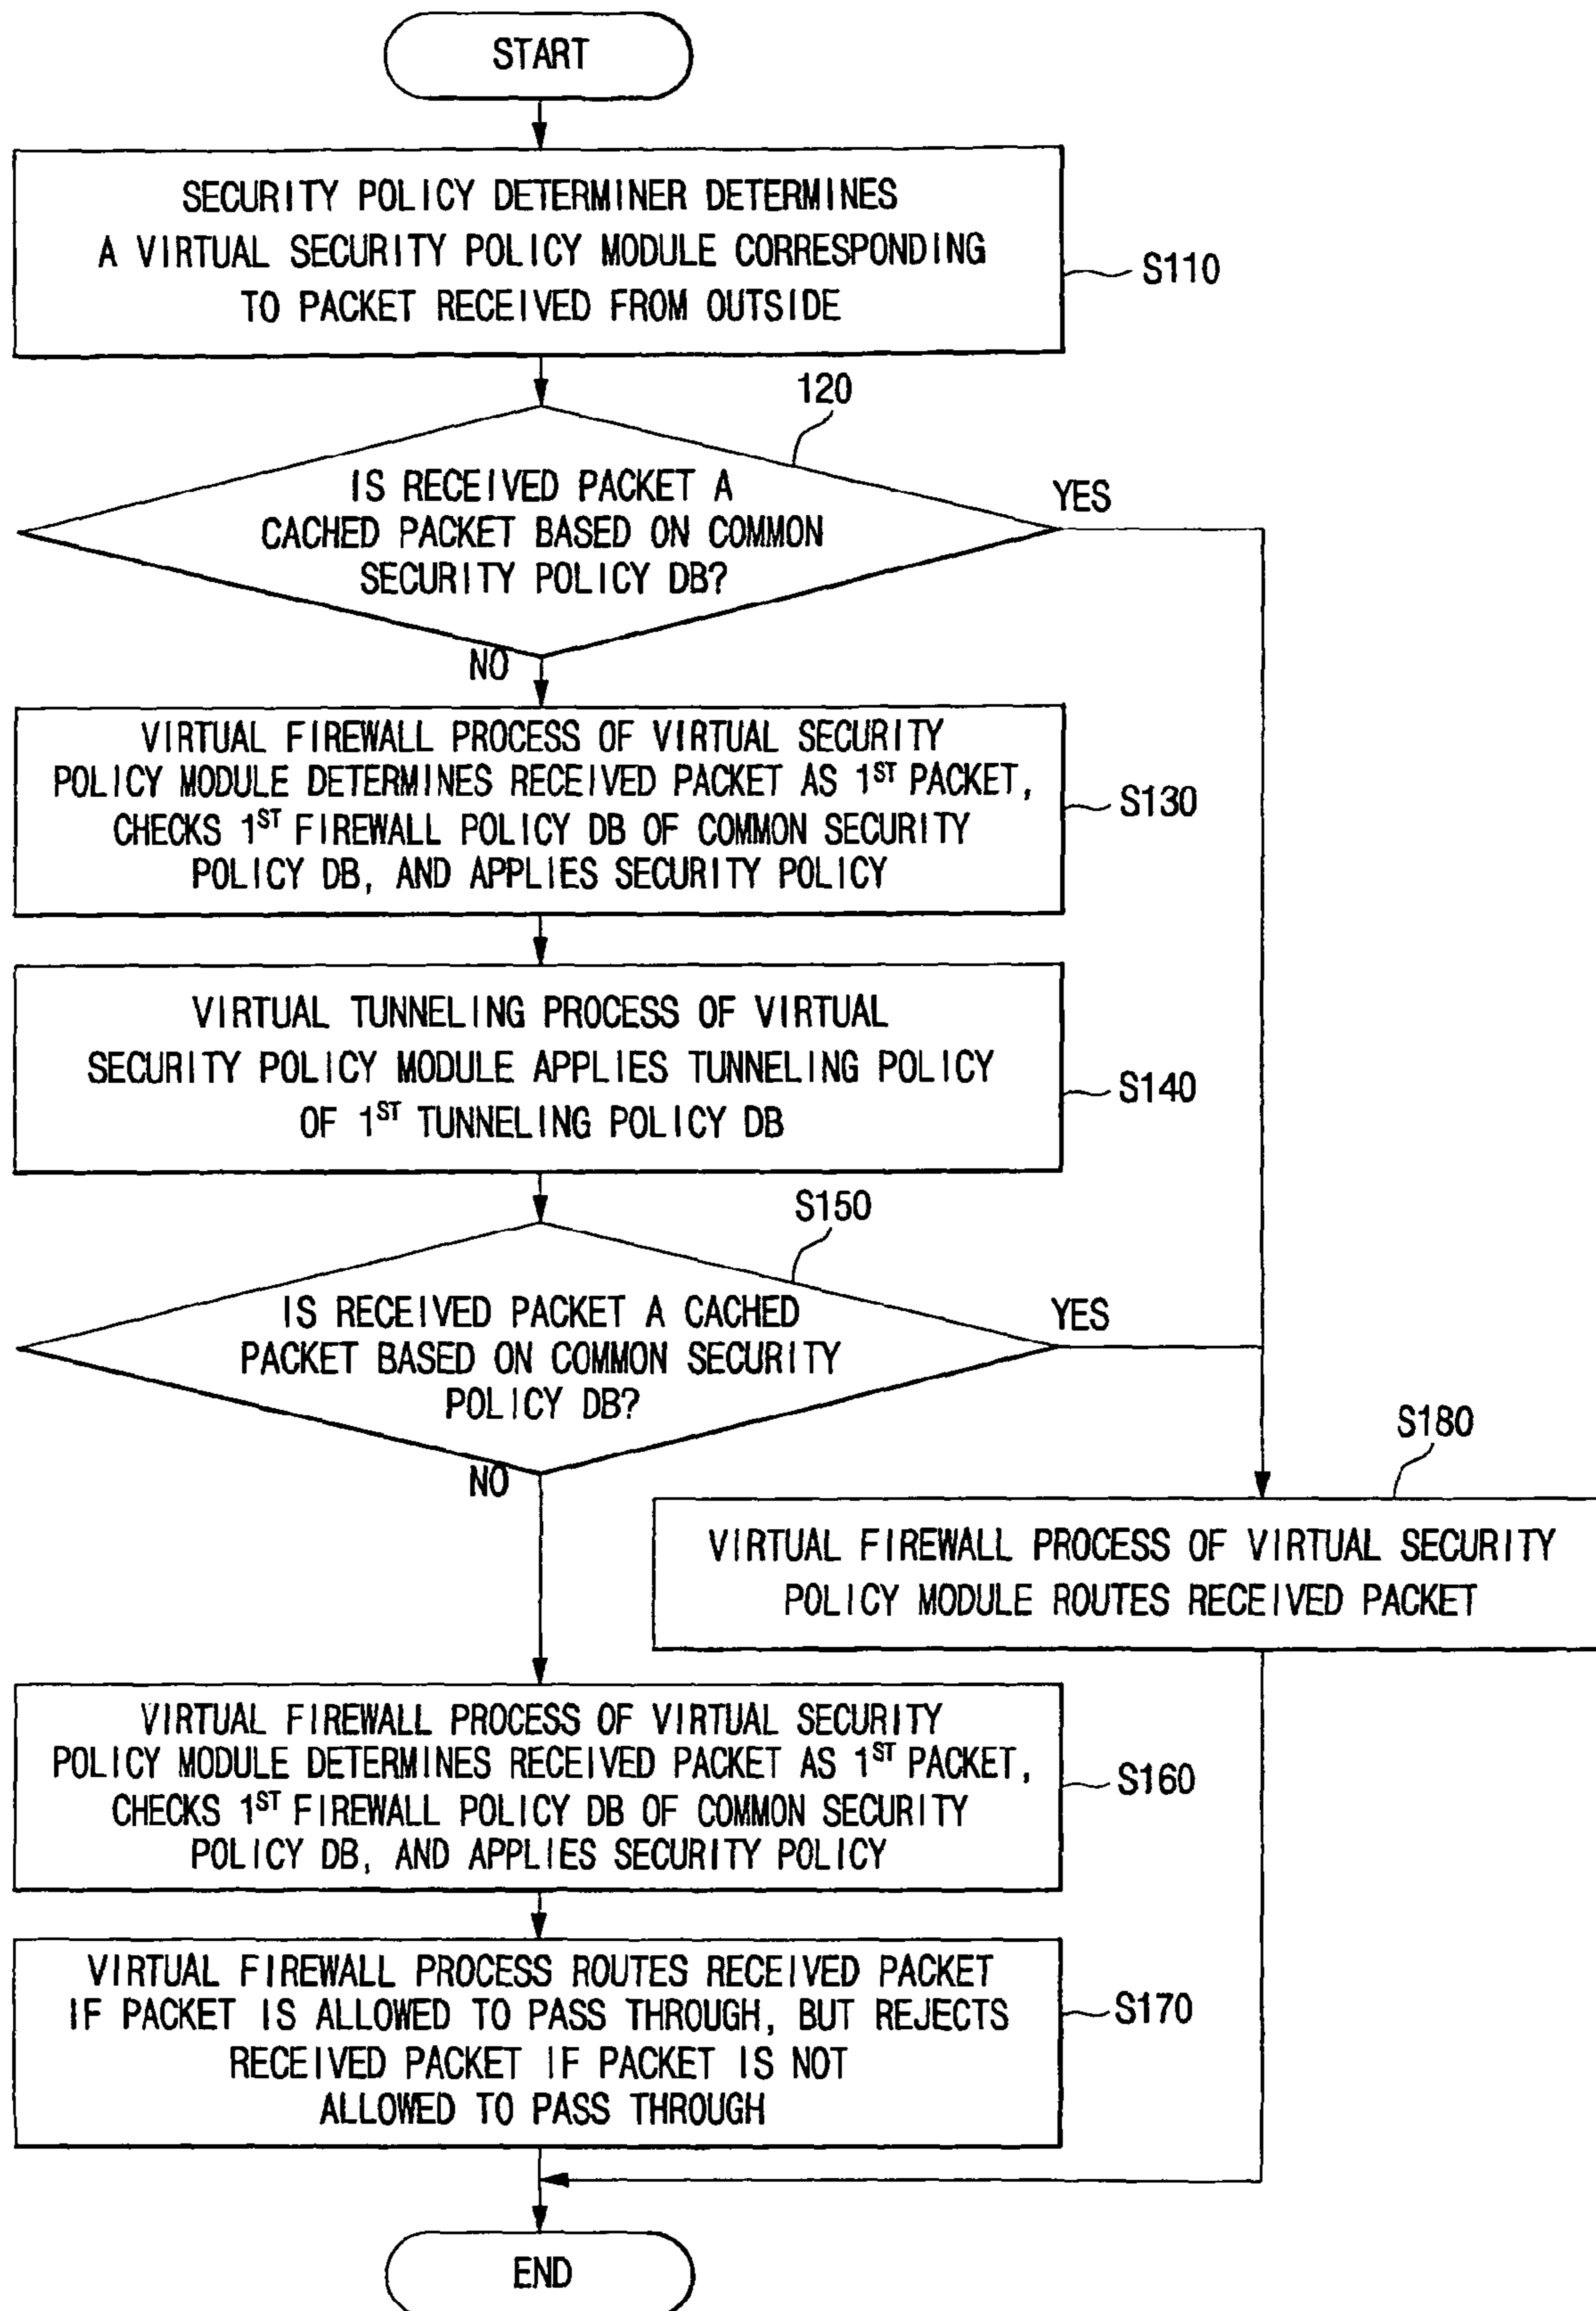 START
SECURITY POLICY DETERMINER DETERMINES
A VIRTUAL SECURITY POLICY MODULE CORRESPONDING
TO PACKET RECEIVED FROM OUTSIDE
S110
120
IS RECEIVED PACKET A
CACHED PACKET BASED ON COMMON
SECURITY POLICY DB?
YES
NO
VIRTUAL FIREWALL PROCESS OF VIRTUAL SECURITY
POLICY MODULE DETERMINES RECEIVED PACKET AS 1ST PACKET,
CHECKS 1ST FIREWALL POLICY DB OF COMMON SECURITY
POLICY DB, AND APPLIES SECURITY POLICY
S130
VIRTUAL TUNNELING PROCESS OF VIRTUAL
SECURITY POLICY MODULE APPLIES TUNNELING POLICY
OF 1ST TUNNELING POLICY DB
S140
S150
IS RECEIVED PACKET A CACHED
PACKET BASED ON COMMON SECURITY
POLICY DB?
YES
NO
S180
VIRTUAL FIREWALL PROCESS OF VIRTUAL SECURITY
POLICY MODULE ROUTES RECEIVED PACKET
VIRTUAL FIREWALL PROCESS OF VIRTUAL SECURITY
POLICY MODULE DETERMINES RECEIVED PACKET AS 1ST PACKET,
CHECKS 1ST FIREWALL POLICY DB OF COMMON SECURITY
POLICY DB, AND APPLIES SECURITY POLICY
S160
VIRTUAL FIREWALL PROCESS ROUTES RECEIVED PACKET
IF PACKET IS ALLOWED TO PASS THROUGH, BUT REJECTS
RECEIVED PACKET IF PACKET IS NOT
ALLOWED TO PASS THROUGH
S170
END